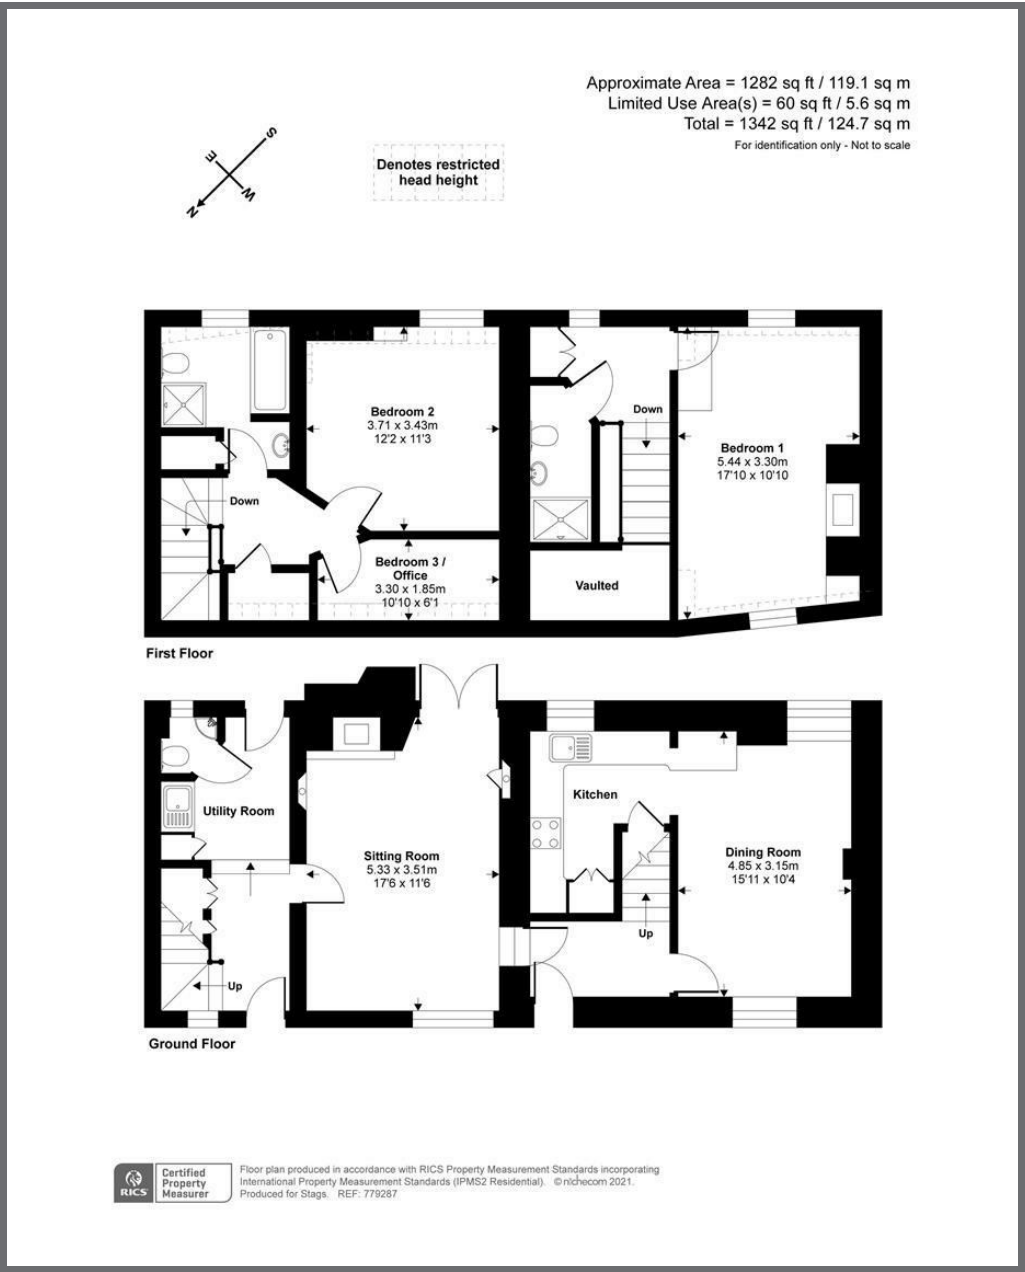 Approximate Area = 1282 sq ft / 119.1 sq m
Limited Use Area(s) = 60 sq ft / 5.6 sq m
Total = 1342 sq ft / 124.7 sq m
For identification only - Not to scale
S
E
W
N
Denotes restricted
head height
Bedroom 2
3.71 x 3.43m
12'2 x 11'3
Down
Bedroom 3 /
Office
3.30 x 1.85m
10'10 x 6'1
Down
Bedroom 1
5.44 x 3.30m
17'10 x 10'10
Vaulted
First Floor
Utility Room
Sitting Room
5.33 x 3.51m
17'6 x 11'6
Up
Kitchen
Dining Room
4.85 x 3.15m
15'11 x 10'4
Up
Ground Floor
RICS
Certified
Property
Measurer
Floor plan produced in accordance with RICS Property Measurement Standards incorporating
International Property Measurement Standards (IPMS2 Residential). © nichecom 2021.
Produced for Stags. REF: 779287